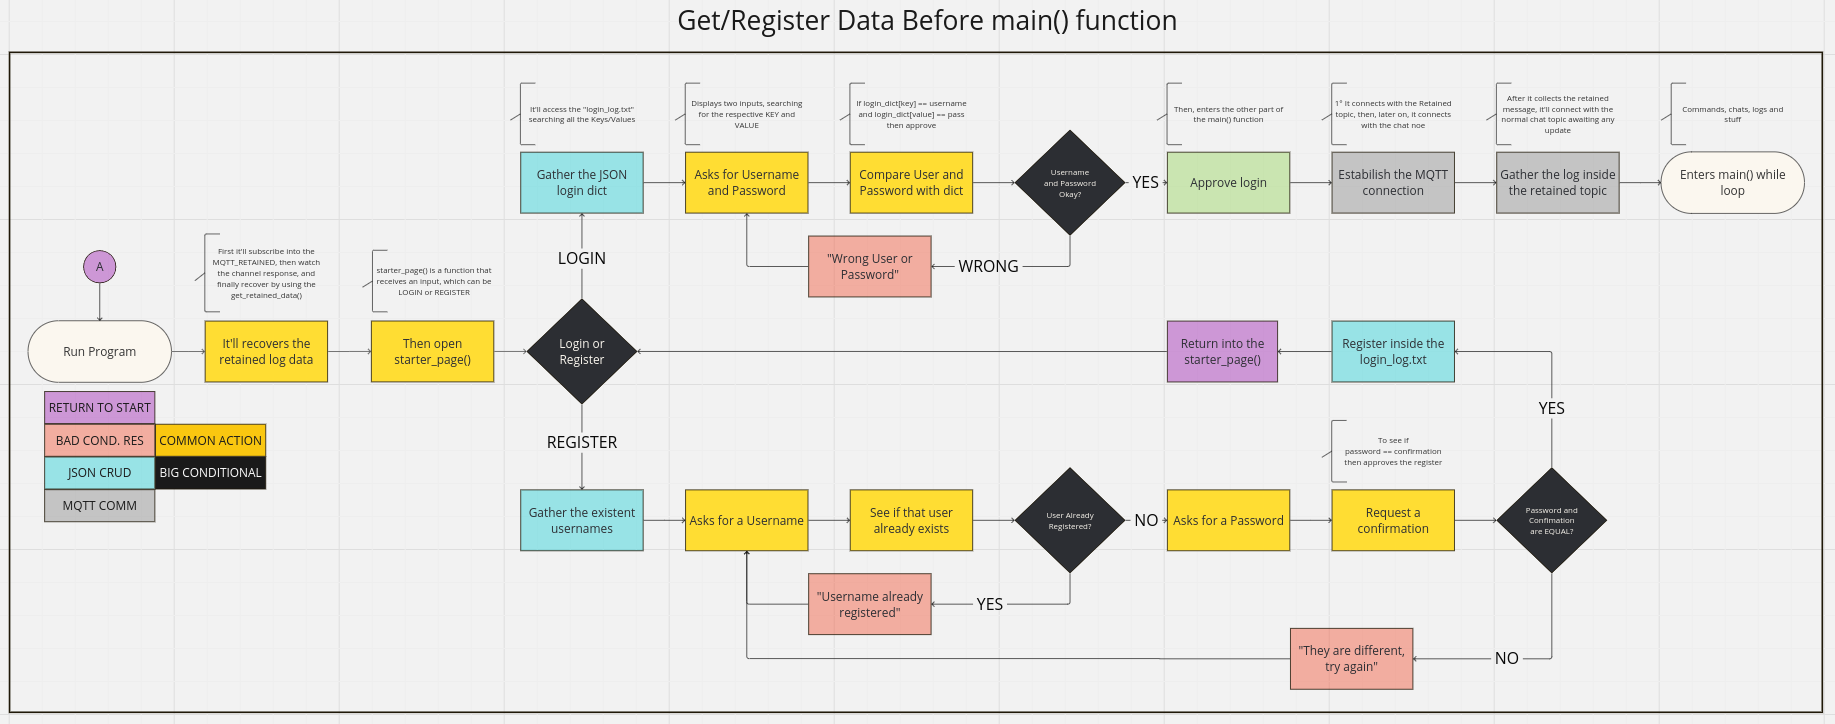 Get/Register Data Before main() function
It'll access the "login_log.txt"
searching all the Keys/Values
Displays two inputs, searching
for the respective KEY and
VALUE
If login_dict[key] == username
and login_dict[value] == pass
then approve
Then, enters the other part of
the main() function
1° It connects with the Retained
topic, then, later on, it connects
with the chat noe
After it collects the retained
message, it'll connect with the
normal chat topic awaiting any
update
Commands, chats, logs and
stuff
Gather the JSON
login dict
Asks for Username
and Password
Compare User and
Password with dict
Username
and Password
Okay?
YES
Approve login
Estabilish the MQTT
connection
Gather the log inside
the retained topic
Enters main() while
loop
"Wrong User or
Password"
WRONG
LOGIN
A
First it'll subscribe into the
MQTT_RETAINED, then watch
the channel response, and
finally recover by using the
get_retained_data()
starter_page() is a function that
receives an input, which can be
LOGIN or REGISTER
Run Program
It'll recovers the
retained log data
Then open
starter_page()
Login or
Register
Return into the
starter_page()
Register inside the
login_log.txt
YES
RETURN TO START
BAD COND. RES
COMMON ACTION
JSON CRUD
BIG CONDITIONAL
MQTT COMM
REGISTER
To see if
password == confirmation
then approves the register
Gather the existent
usernames
Asks for a Username
See if that user
already exists
User Already
Registered?
NO
Asks for a Password
Request a
confirmation
Password and
Confimation
are EQUAL?
"Username already
registered"
YES
"They are different,
try again"
NO